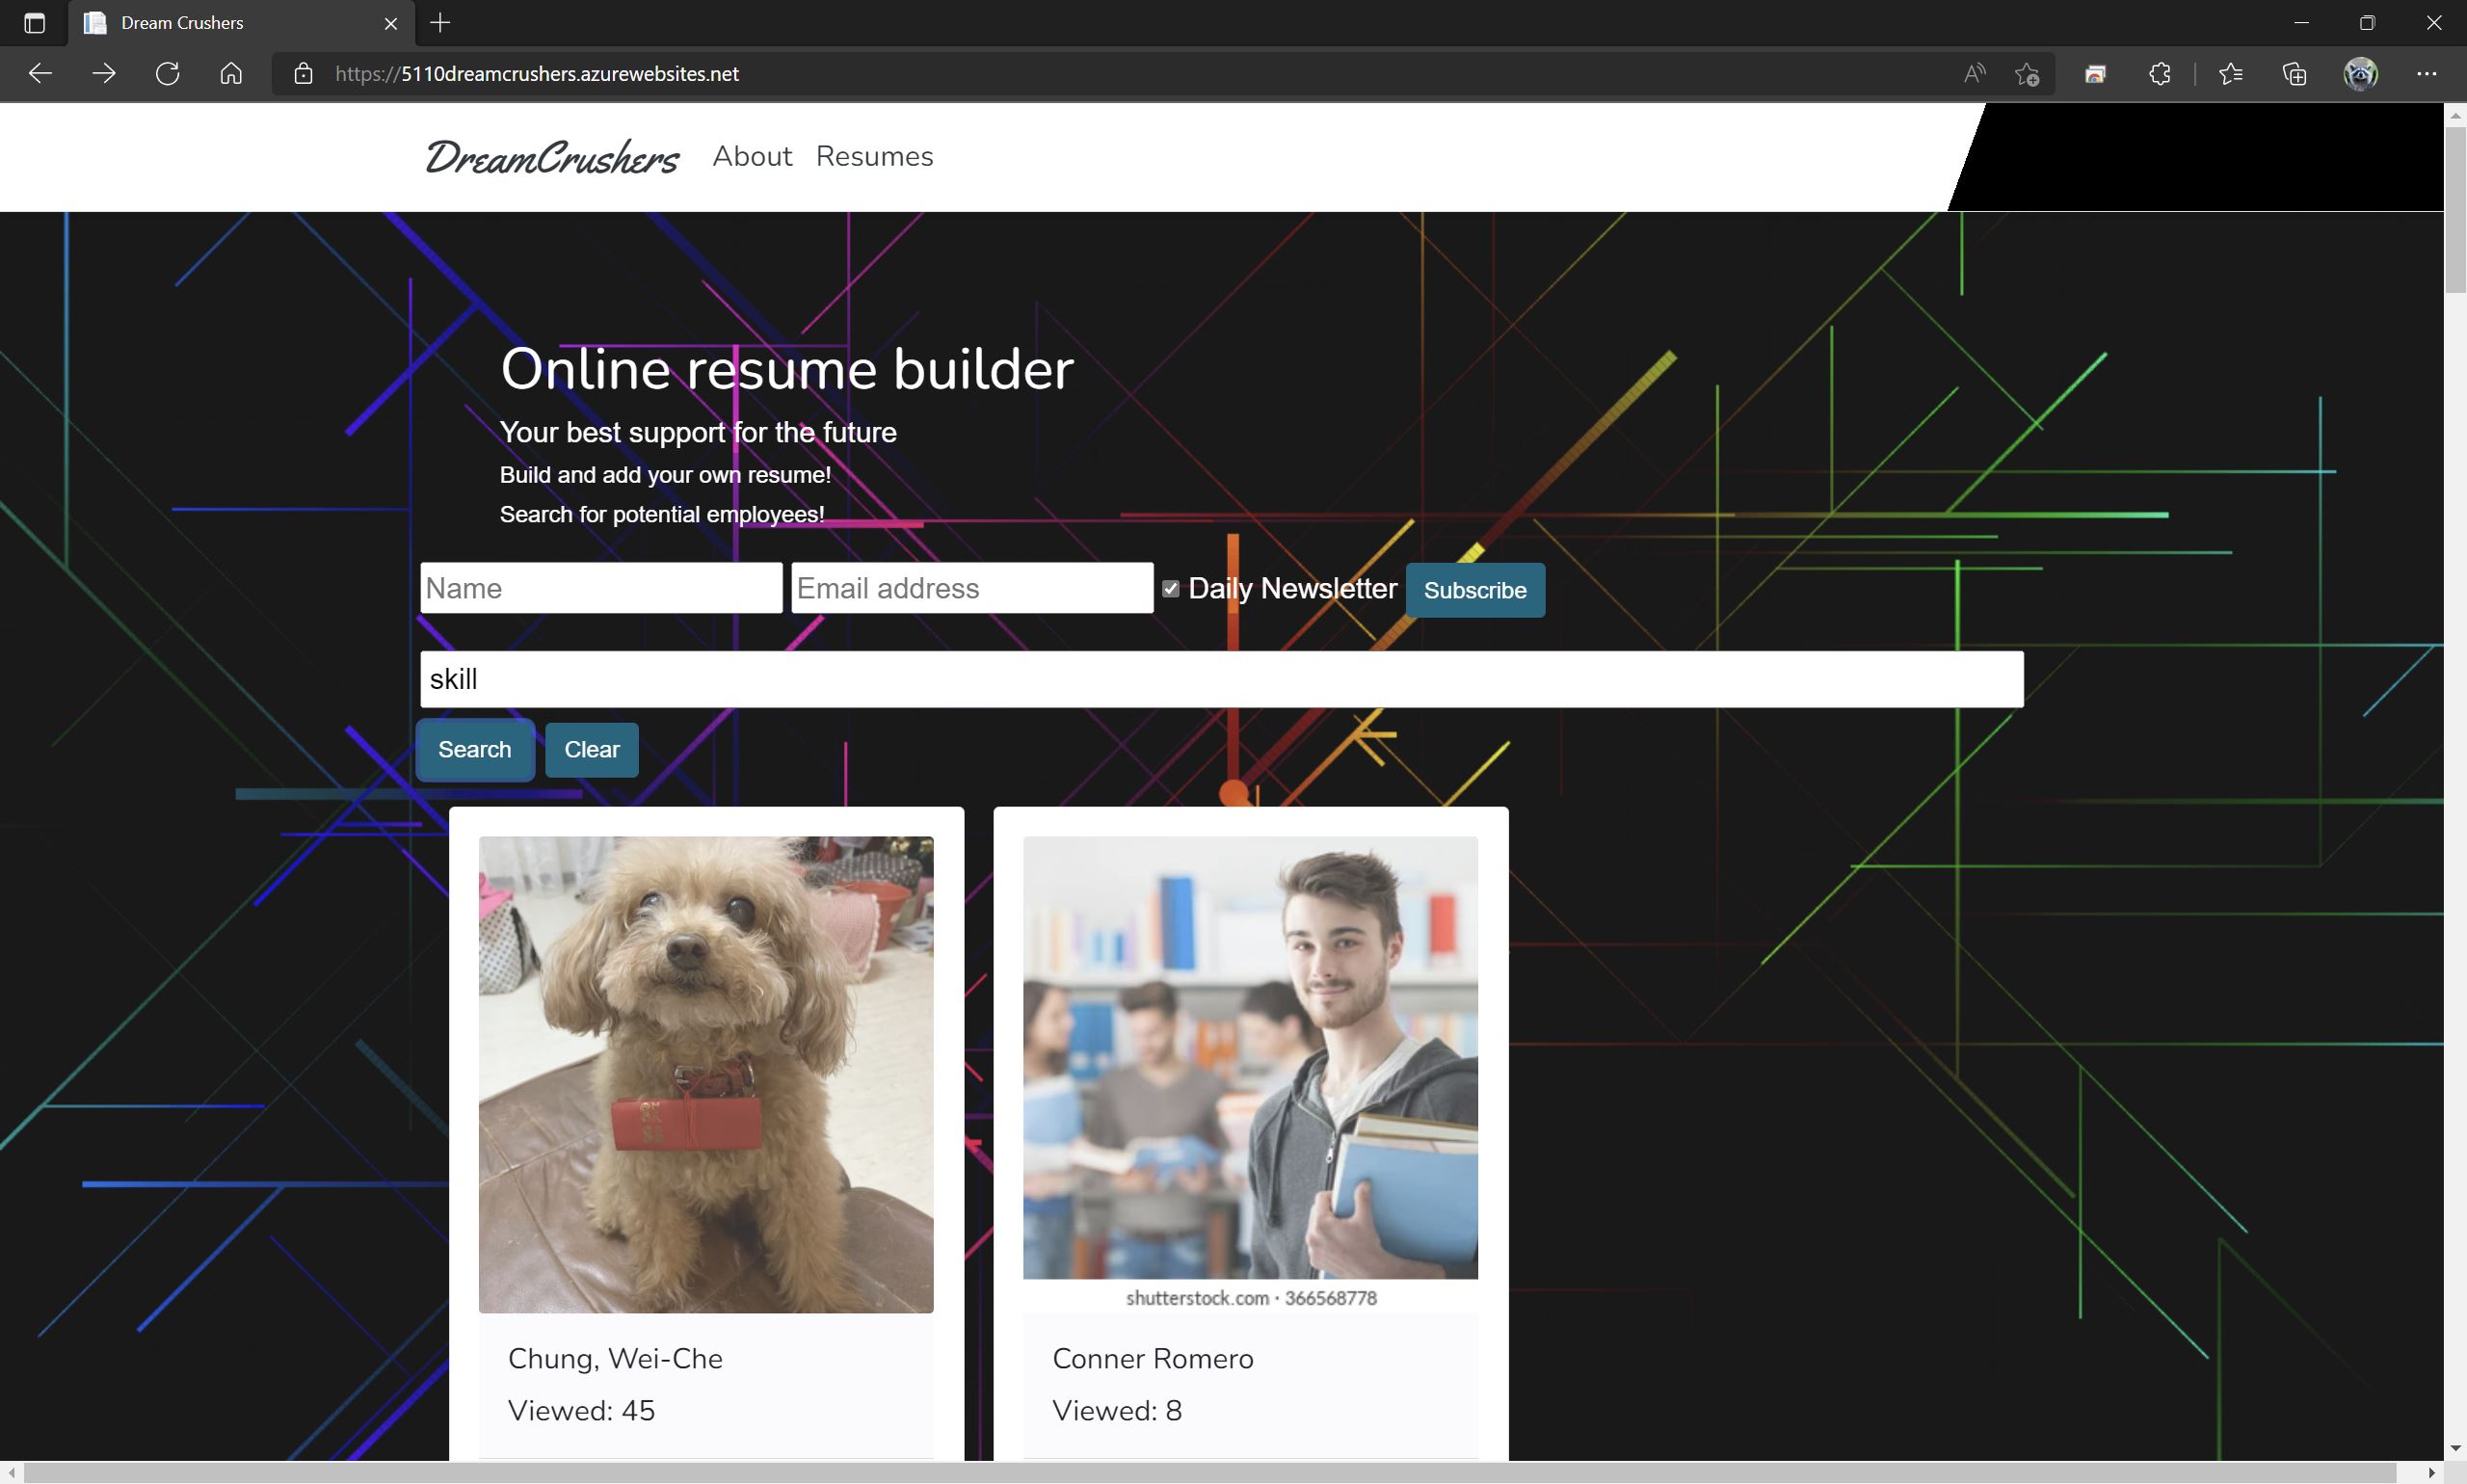 Dream Crushers
https://5110dreamcrushers.azurewebsites.net
DreamCrushers About Resumes
Online resume builder
Your best support for the future
Build and add your own resume!
Search for potential employees!
Name Email address Daily Newsletter Subscribe
skill
Search Clear
shutterstock.com · 366568778
Chung, Wei-Che Conner Romero
Viewed: 45 Viewed: 8